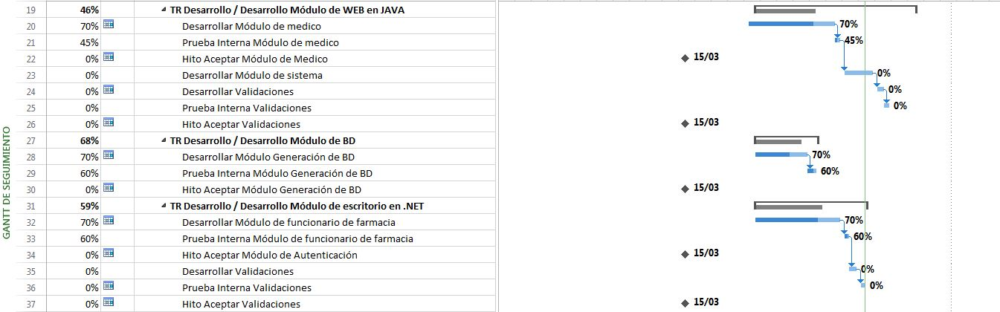 GANTT DE SEGUIMIENTO
19 46% TR Desarrollo / Desarrollo Módulo de WEB en JAVA
20 70% Desarrollar Módulo de medico 70%
21 45% Prueba Interna Módulo de medico 45%
22 0% Hito Aceptar Módulo de Medico 15/03
23 0% Desarrollar Módulo de sistema 0%
24 0% Desarrollar Validaciones 0%
25 0% Prueba Interna Validaciones 0%
26 0% Hito Aceptar Validaciones 15/03
27 68% TR Desarrollo / Desarrollo Módulo de BD
28 70% Desarrollar Módulo Generación de BD 70%
29 60% Prueba Interna Módulo Generación de BD 60%
30 0% Hito Aceptar Módulo Generación de BD 15/03
31 59% TR Desarrollo / Desarrollo Módulo de escritorio en .NET
32 70% Desarrollar Módulo de funcionario de farmacia 70%
33 60% Prueba Interna Módulo de funcionario de farmacia 60%
34 0% Hito Aceptar Módulo de Autenticación 15/03
35 0% Desarrollar Validaciones 0%
36 0% Prueba Interna Validaciones 0%
37 0% Hito Aceptar Validaciones 15/03